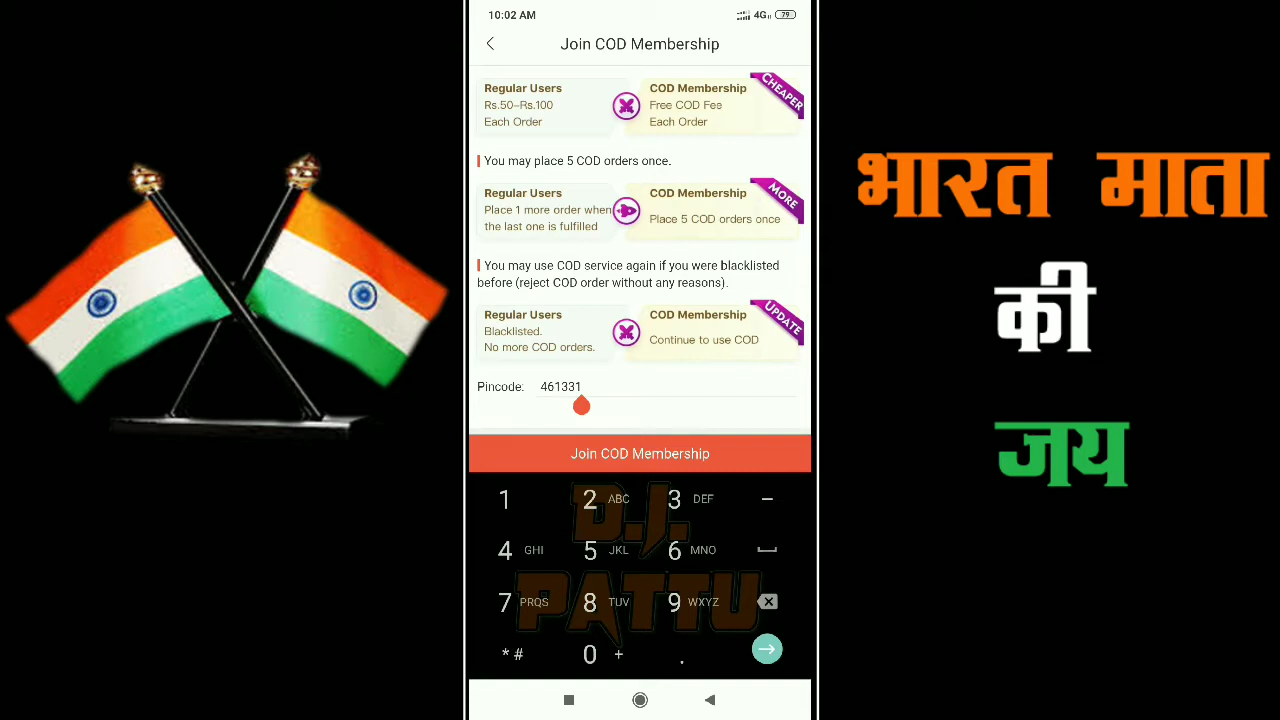 10:02 AM
4G
79
Join COD Membership
Regular Users
Rs.50–Rs.100
Each Order
COD Membership
Free COD Fee
Each Order
CHEAPER
You may place 5 COD orders once.
Regular Users
Place 1 more order when
the last one is fulfilled
COD Membership
Place 5 COD orders once
MORE
You may use COD service again if you were blacklisted
before (reject COD order without any reasons).
Regular Users
Blacklisted.
No more COD orders.
COD Membership
Continue to use COD
UPDATE
Pincode: 461331
Join COD Membership
1 2 ABC 3 DEF –
4 GHI 5 JKL 6 MNO
7 PRQS 8 TUV 9 WXYZ
* # 0 + .
D.J.
PATTU
भारत माता
की
जय